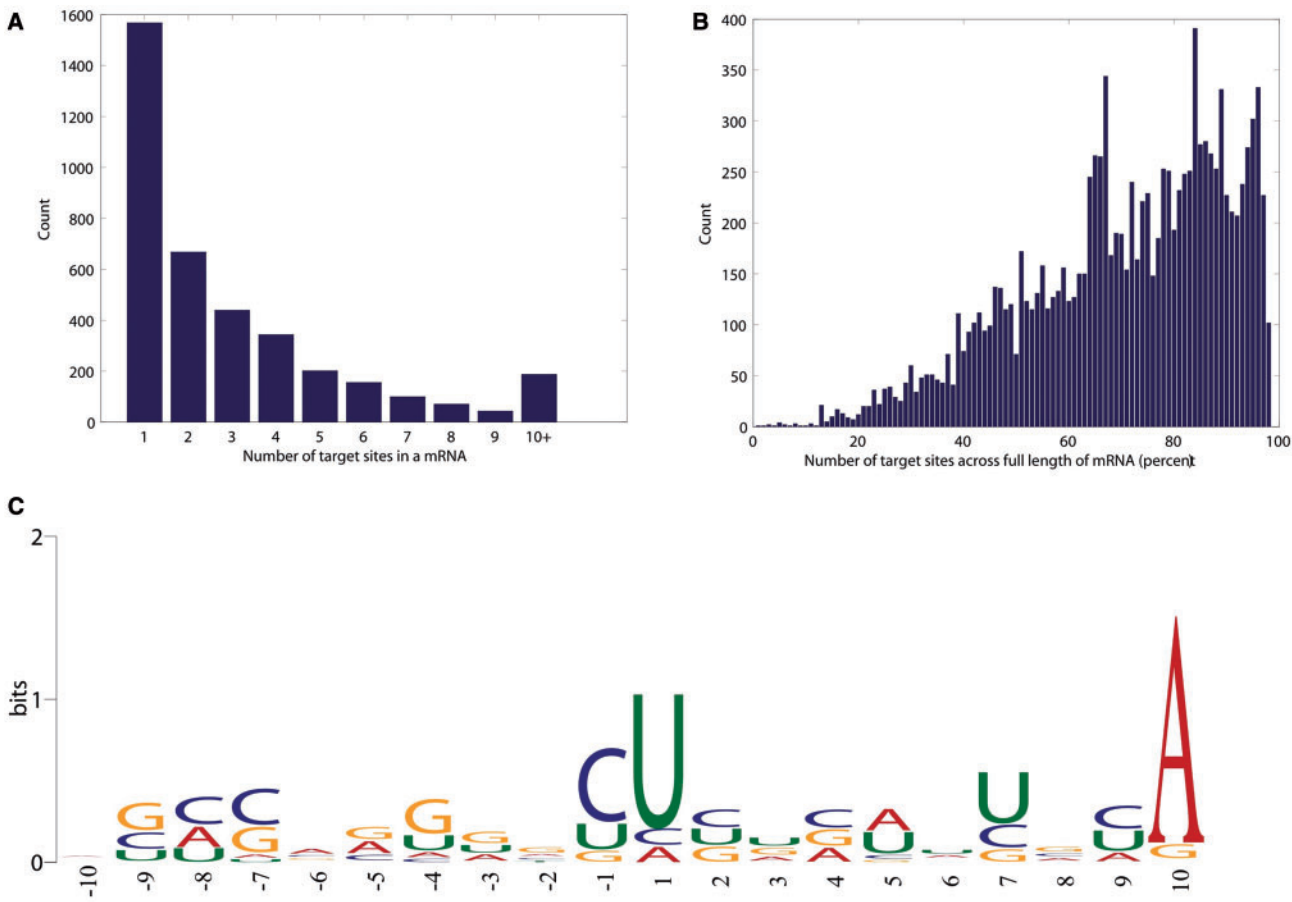 A
1600
1400
1200
1000
800
600
400
200
0
Count
1 2 3 4 5 6 7 8 9 10+
Number of target sites in a mRNA
B
400
350
300
250
200
150
100
50
0
Count
0 20 40 60 80 100
Number of target sites across full length of mRNA (percent
C
2
1
0
bits
G C U
C A U
C G A
A
G A C
G U A C
G U A
G
C U G
U C A
C U G
U G A
C G A
A U C G
U A
U C G
G C A
C U A
A G
-10 -9 -8 -7 -6 -5 -4 -3 -2 -1 1 2 3 4 5 6 7 8 9 10